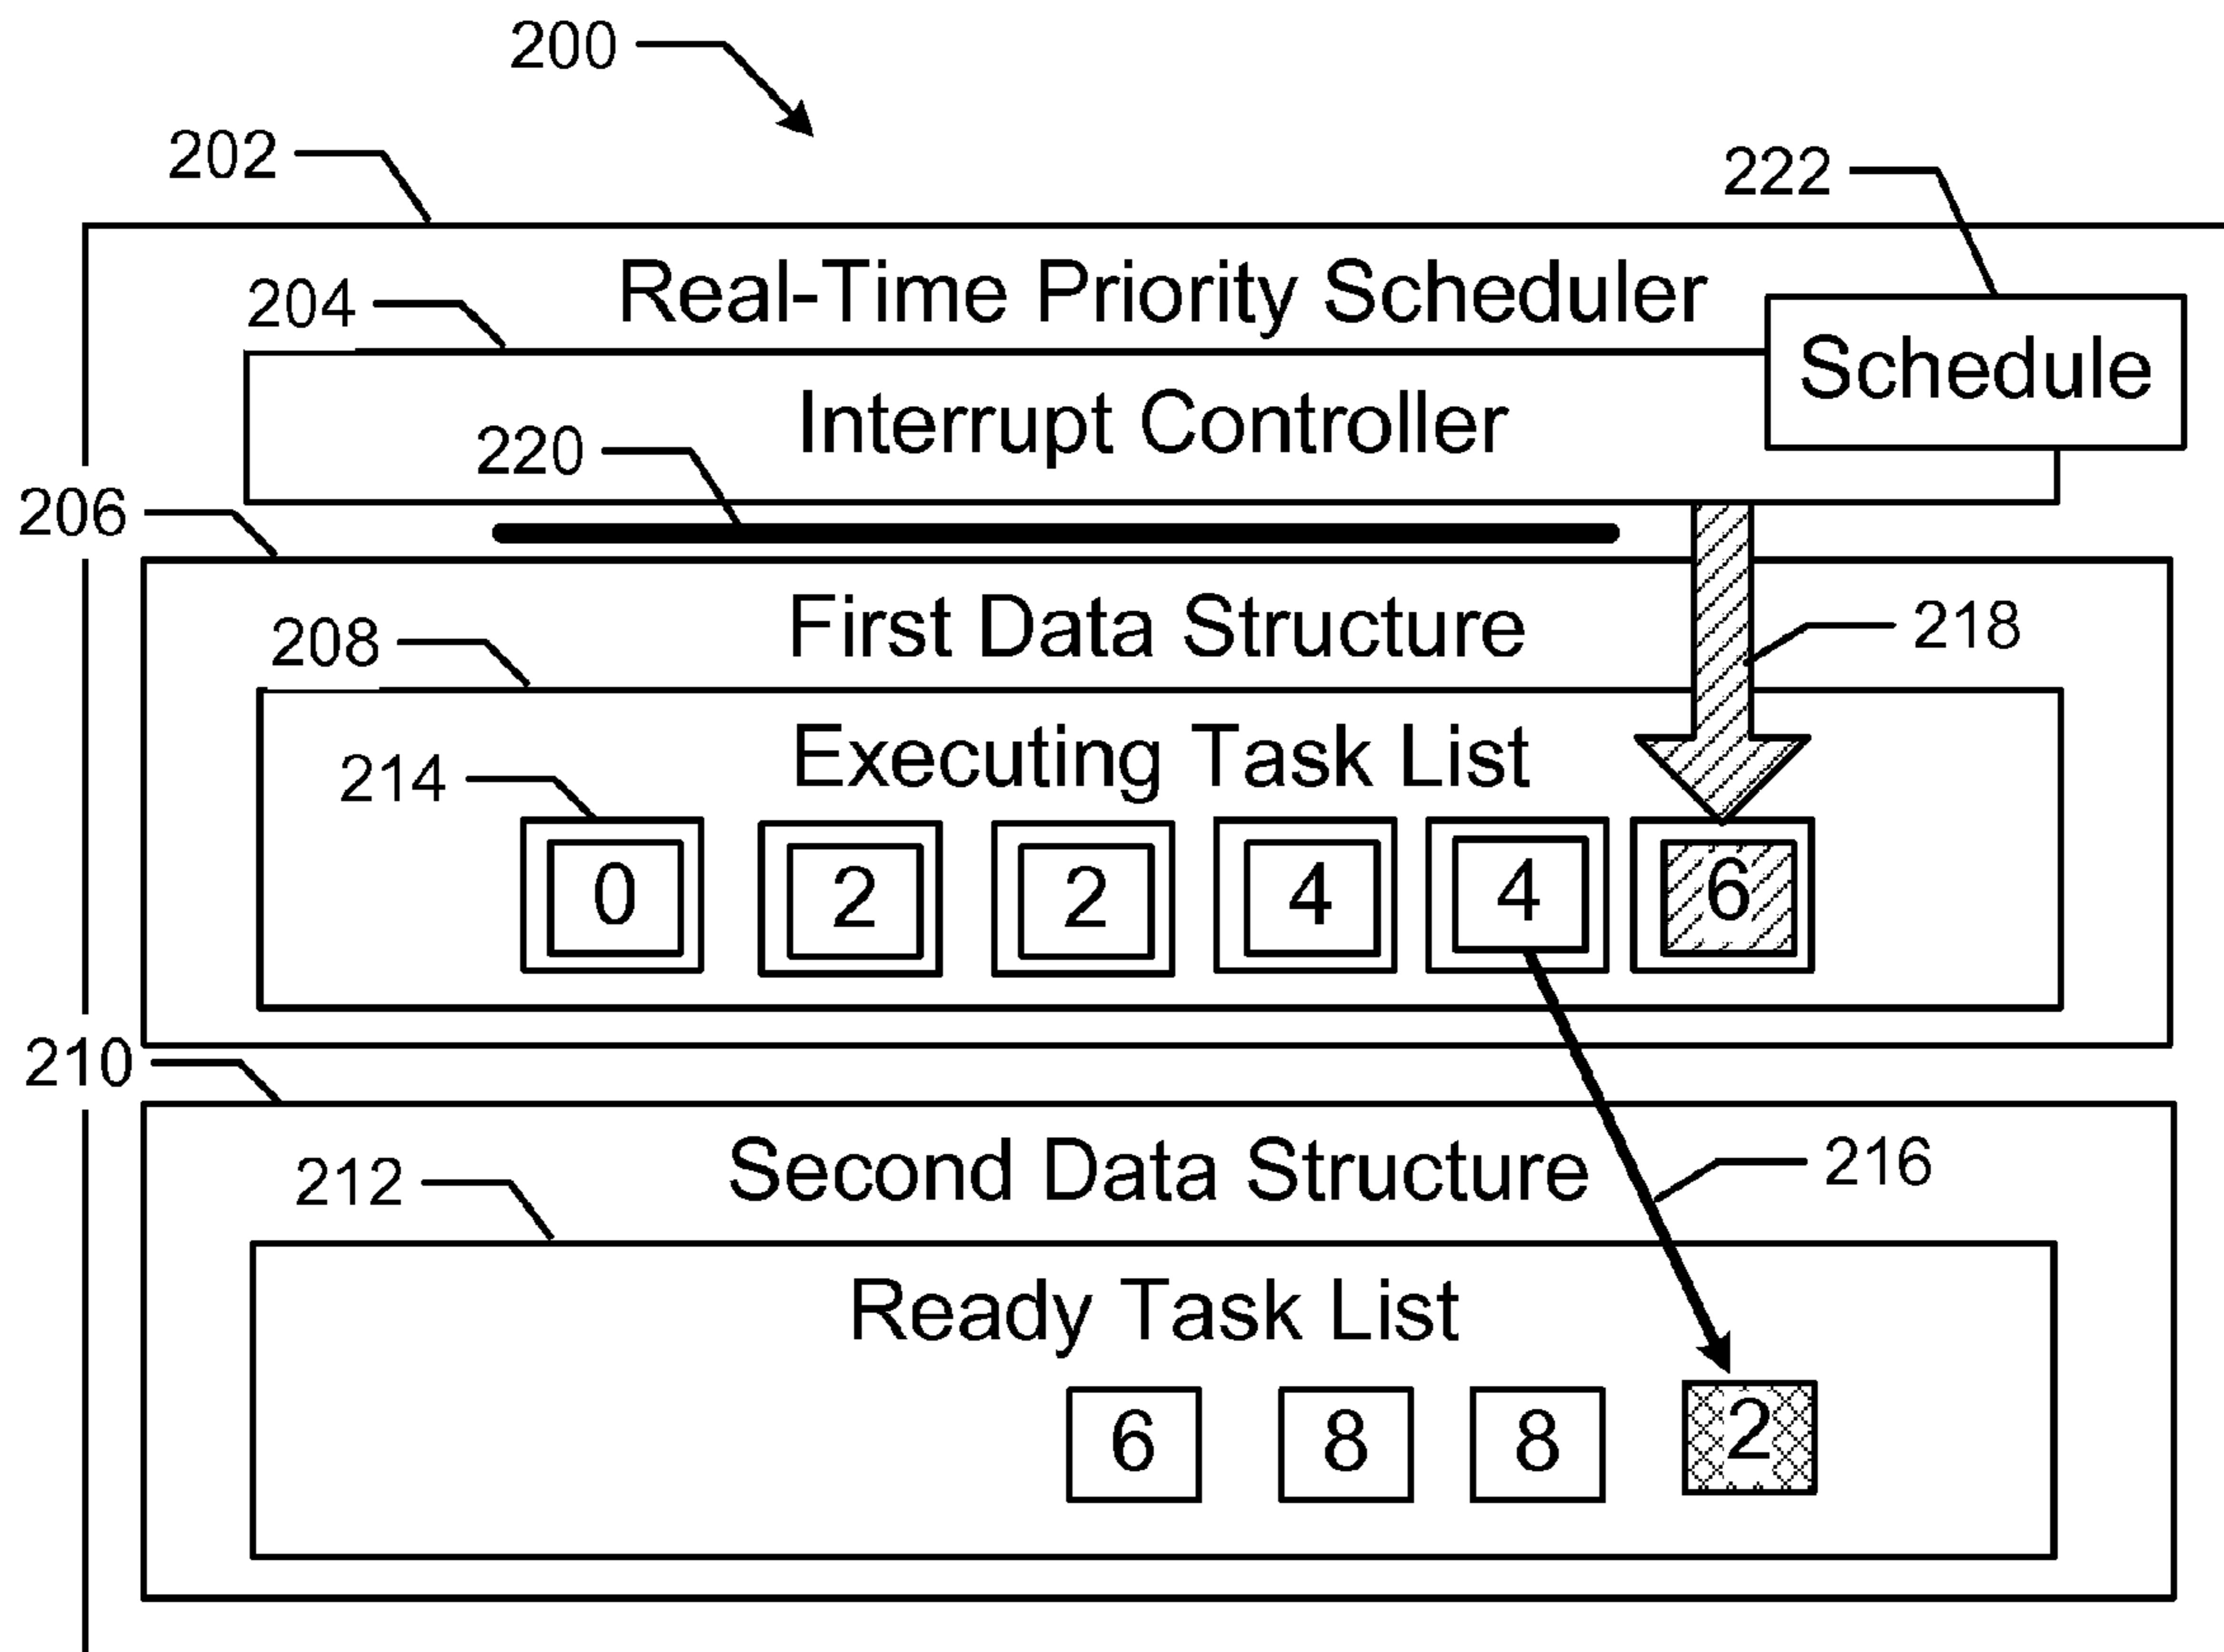 200
202
222
Real-Time Priority Scheduler
204
Schedule
Interrupt Controller
220
206
First Data Structure
218
208
Executing Task List
214
0 2 2 4 4 6
210
Second Data Structure
216
212
Ready Task List
6 8 8 2